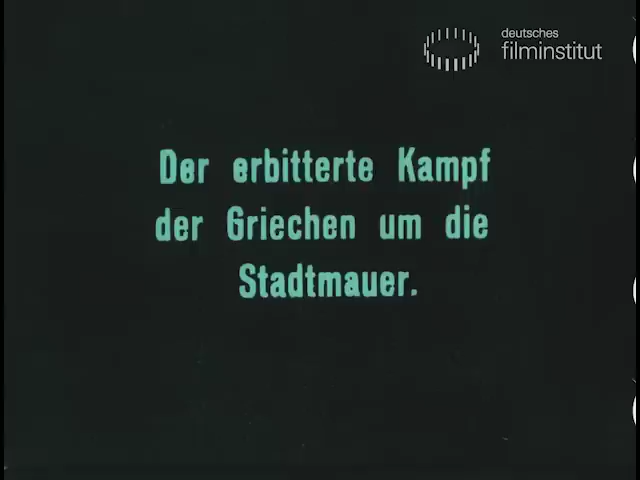 deutsches
filminstitut
Der erbitterte Kampf
der Griechen um die
Stadtmauer.